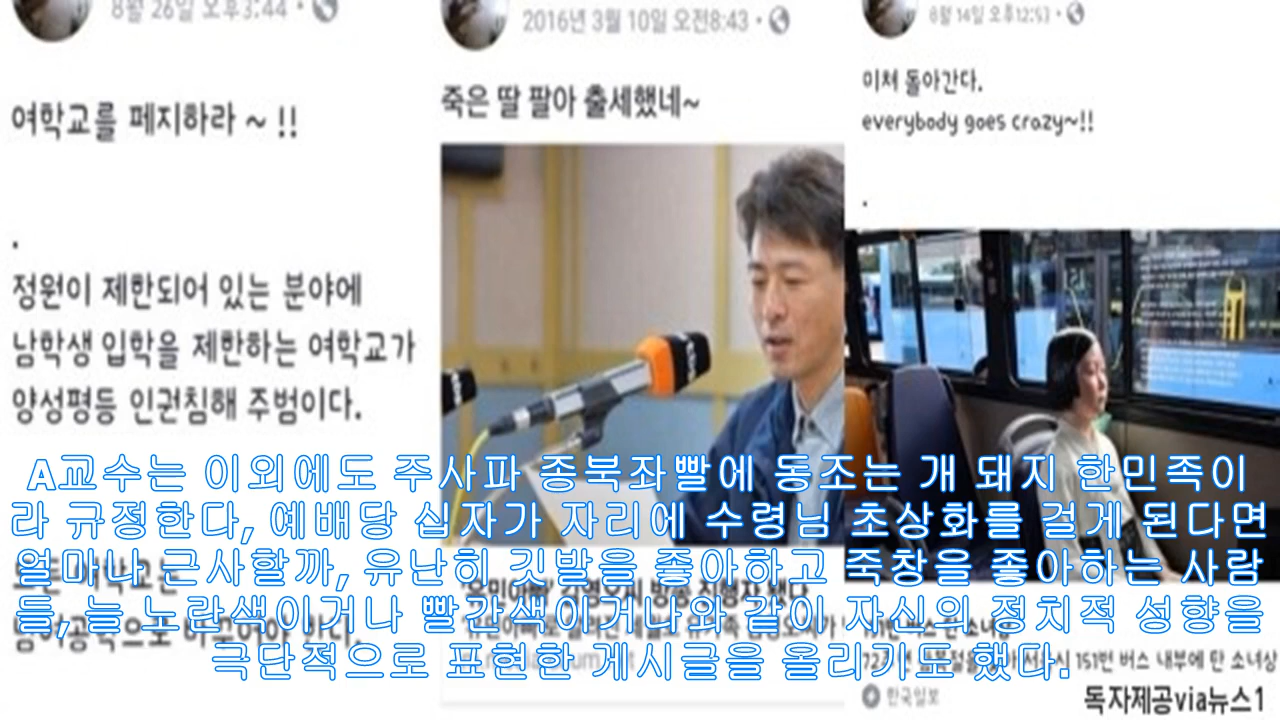 8월 26일 오후3:44
여학교를 폐지하라 ~ !!
.
정원이 제한되어 있는 분야에
남학생 입학을 제한하는 여학교가
양성평등 인권침해 주범이다.
2016년 3월 10일 오전8:43
죽은 딸 팔아 출세했네~
8월 14일 오후12:53
미쳐 돌아간다.
everybody goes crazy~!!
.
A교수는 이외에도 주사파 종북좌빨에 동조는 개 돼지 한민족이
라 규정한다, 예배당 십자가 자리에 수령님 초상화를 걸게 된다면
얼마나 근사할까, 유난히 깃발을 좋아하고 죽창을 좋아하는 사람
들, 늘 노란색이거나 빨간색이거나와 같이 자신의 정치적 성향을
극단적으로 표현한 게시글을 올리기도 했다.
151번 버스 내부에 탄 소녀상
한국일보
독자제공via뉴스1